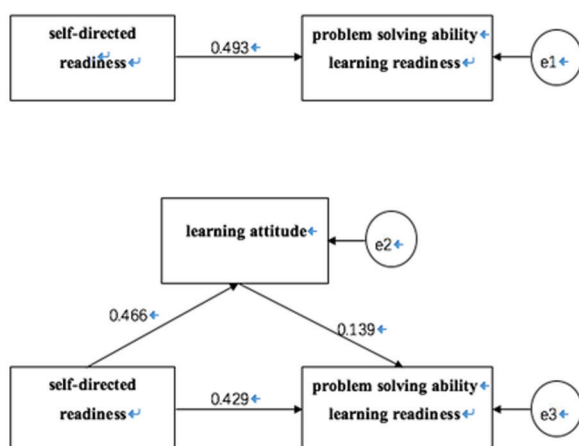 self-directed
readiness
0.493
problem solving ability
learning readiness
e1
learning attitude
e2
0.466
0.139
self-directed
readiness
0.429
problem solving ability
learning readiness
e3